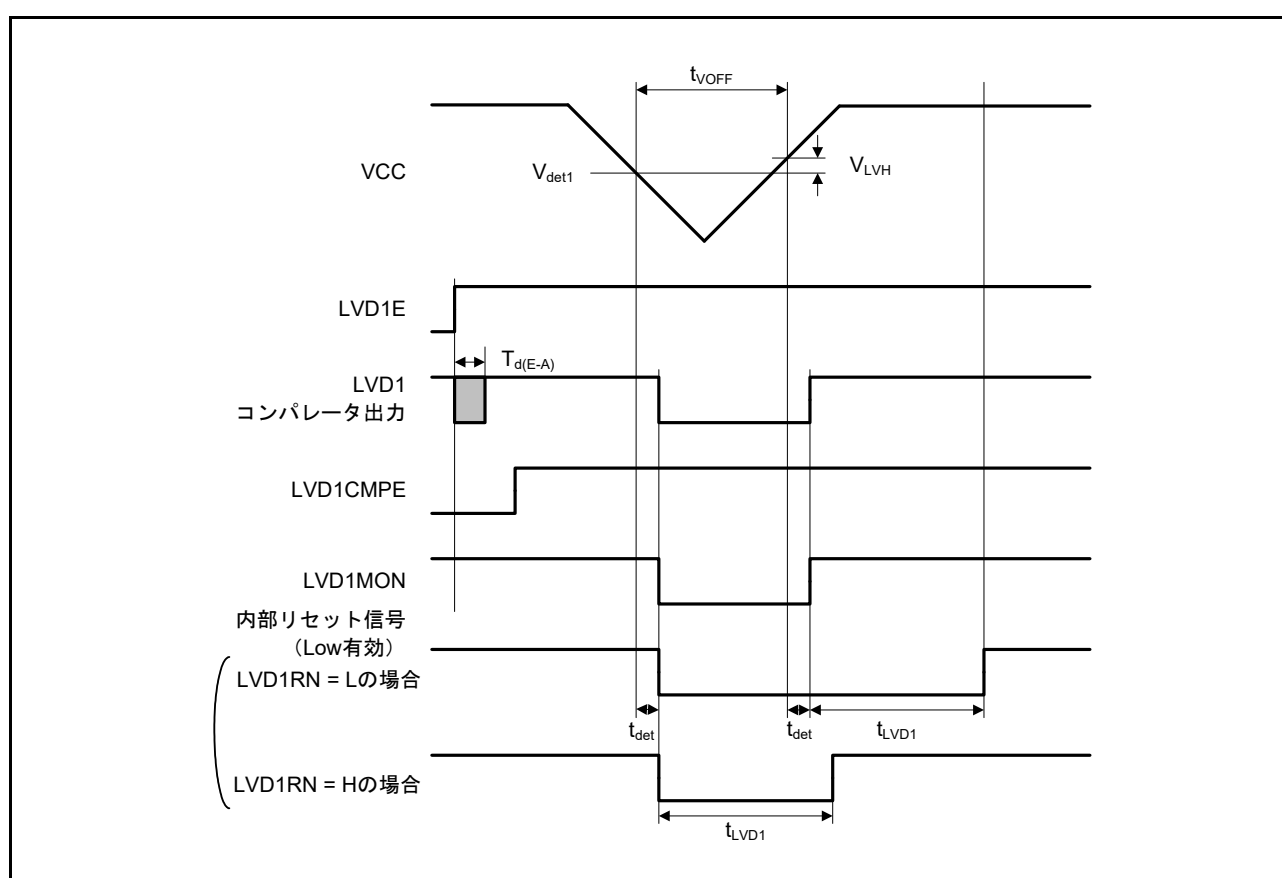 tVOFF
VCC
Vdet1
VLVH
LVD1E
Td(E-A)
LVD1
コンパレータ出力
LVD1CMPE
LVD1MON
内部リセット信号
（Low有効）
LVD1RN = Lの場合
tdet
tdet
tLVD1
LVD1RN = Hの場合
tLVD1